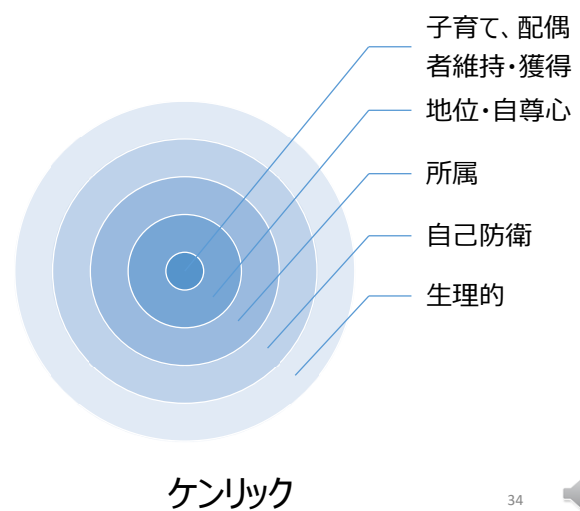 子育て、配偶
者維持・獲得
地位・自尊心
所属
自己防衛
生理的
ケンリック
34